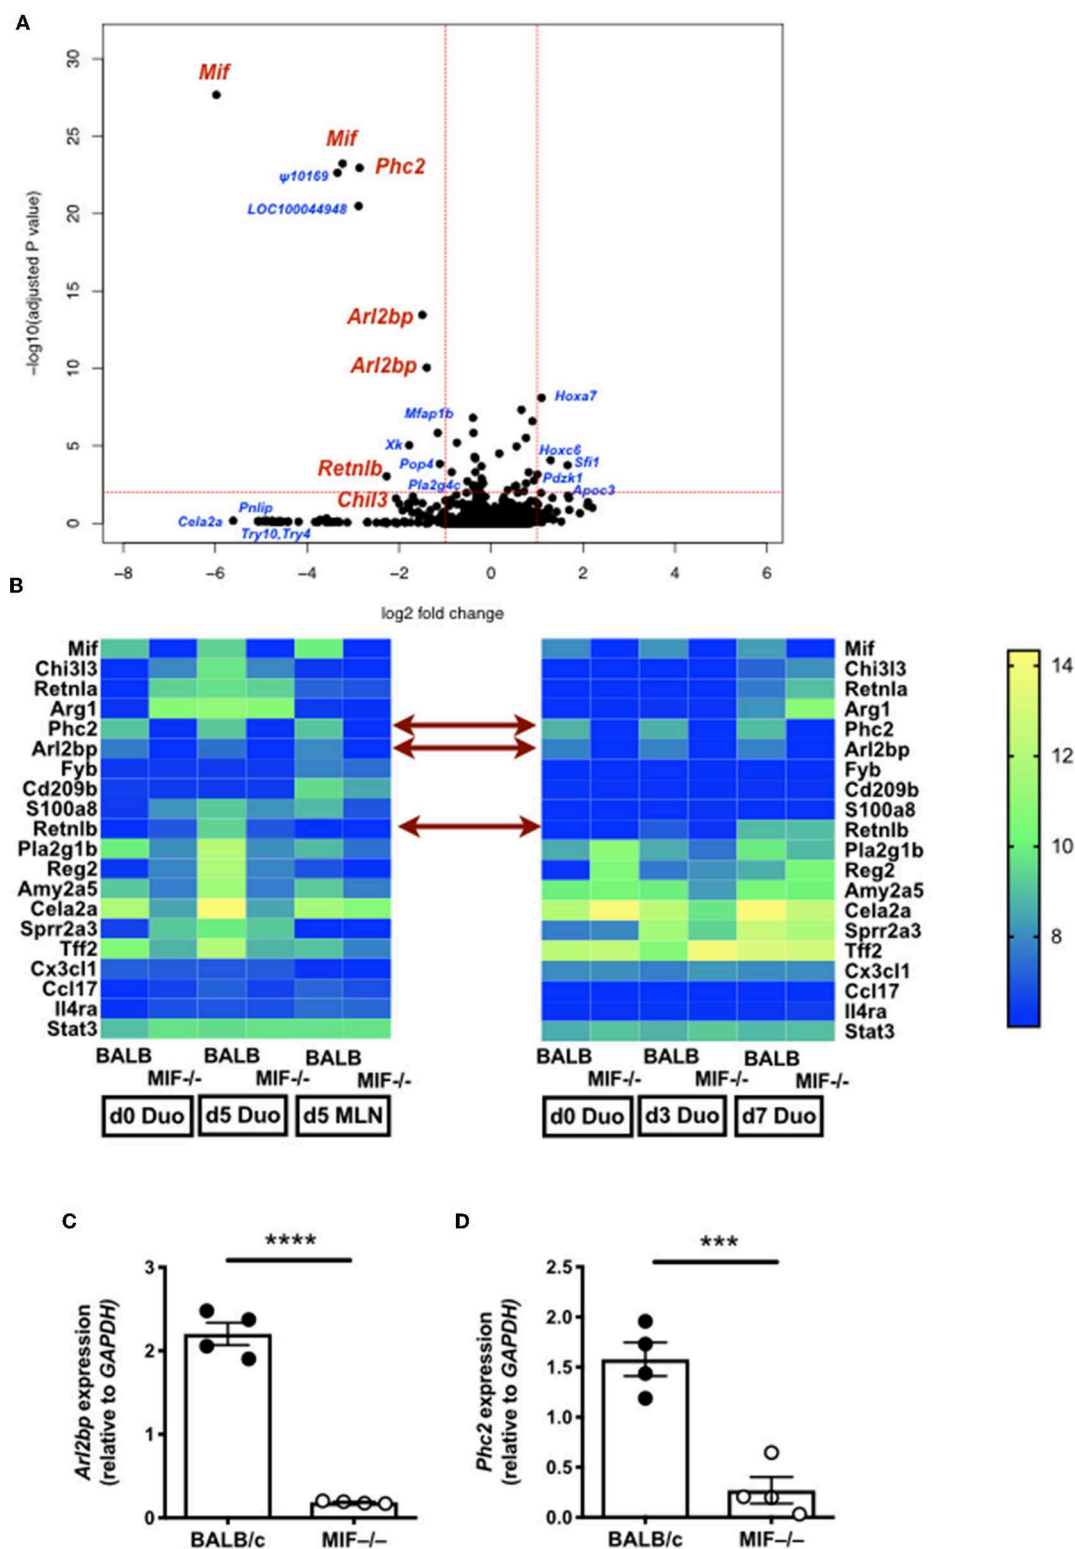 A
−log10(adjusted P value)
30
25
20
15
10
5
0
Mif
Mif
Phc2
ψ10169
LOC100044948
Arl2bp
Arl2bp
Hoxa7
Mfap1b
Xk
Hoxc6
Pop4
Sfi1
Retnlb
Pdzk1
Pla2g4c
Apoc3
Chil3
Pnlip
Cela2a
Try10,Try4
−8 −6 −4 −2 0 2 4 6
log2 fold change
B
Mif
Chi3l3
Retnla
Arg1
Phc2
Arl2bp
Fyb
Cd209b
S100a8
Retnlb
Pla2g1b
Reg2
Amy2a5
Cela2a
Sprr2a3
Tff2
Cx3cl1
Ccl17
Il4ra
Stat3
BALB BALB BALB
MIF-/- MIF-/- MIF-/-
d0 Duo d5 Duo d5 MLN
Mif
Chi3l3
Retnla
Arg1
Phc2
Arl2bp
Fyb
Cd209b
S100a8
Retnlb
Pla2g1b
Reg2
Amy2a5
Cela2a
Sprr2a3
Tff2
Cx3cl1
Ccl17
Il4ra
Stat3
BALB BALB BALB
MIF-/- MIF-/- MIF-/-
d0 Duo d3 Duo d7 Duo
14
12
10
8
C
****
Arl2bp expression
(relative to GAPDH)
3
2
1
0
BALB/c MIF–/–
D
***
Phc2 expression
(relative to GAPDH)
2.5
2.0
1.5
1.0
0.5
0.0
BALB/c MIF–/–